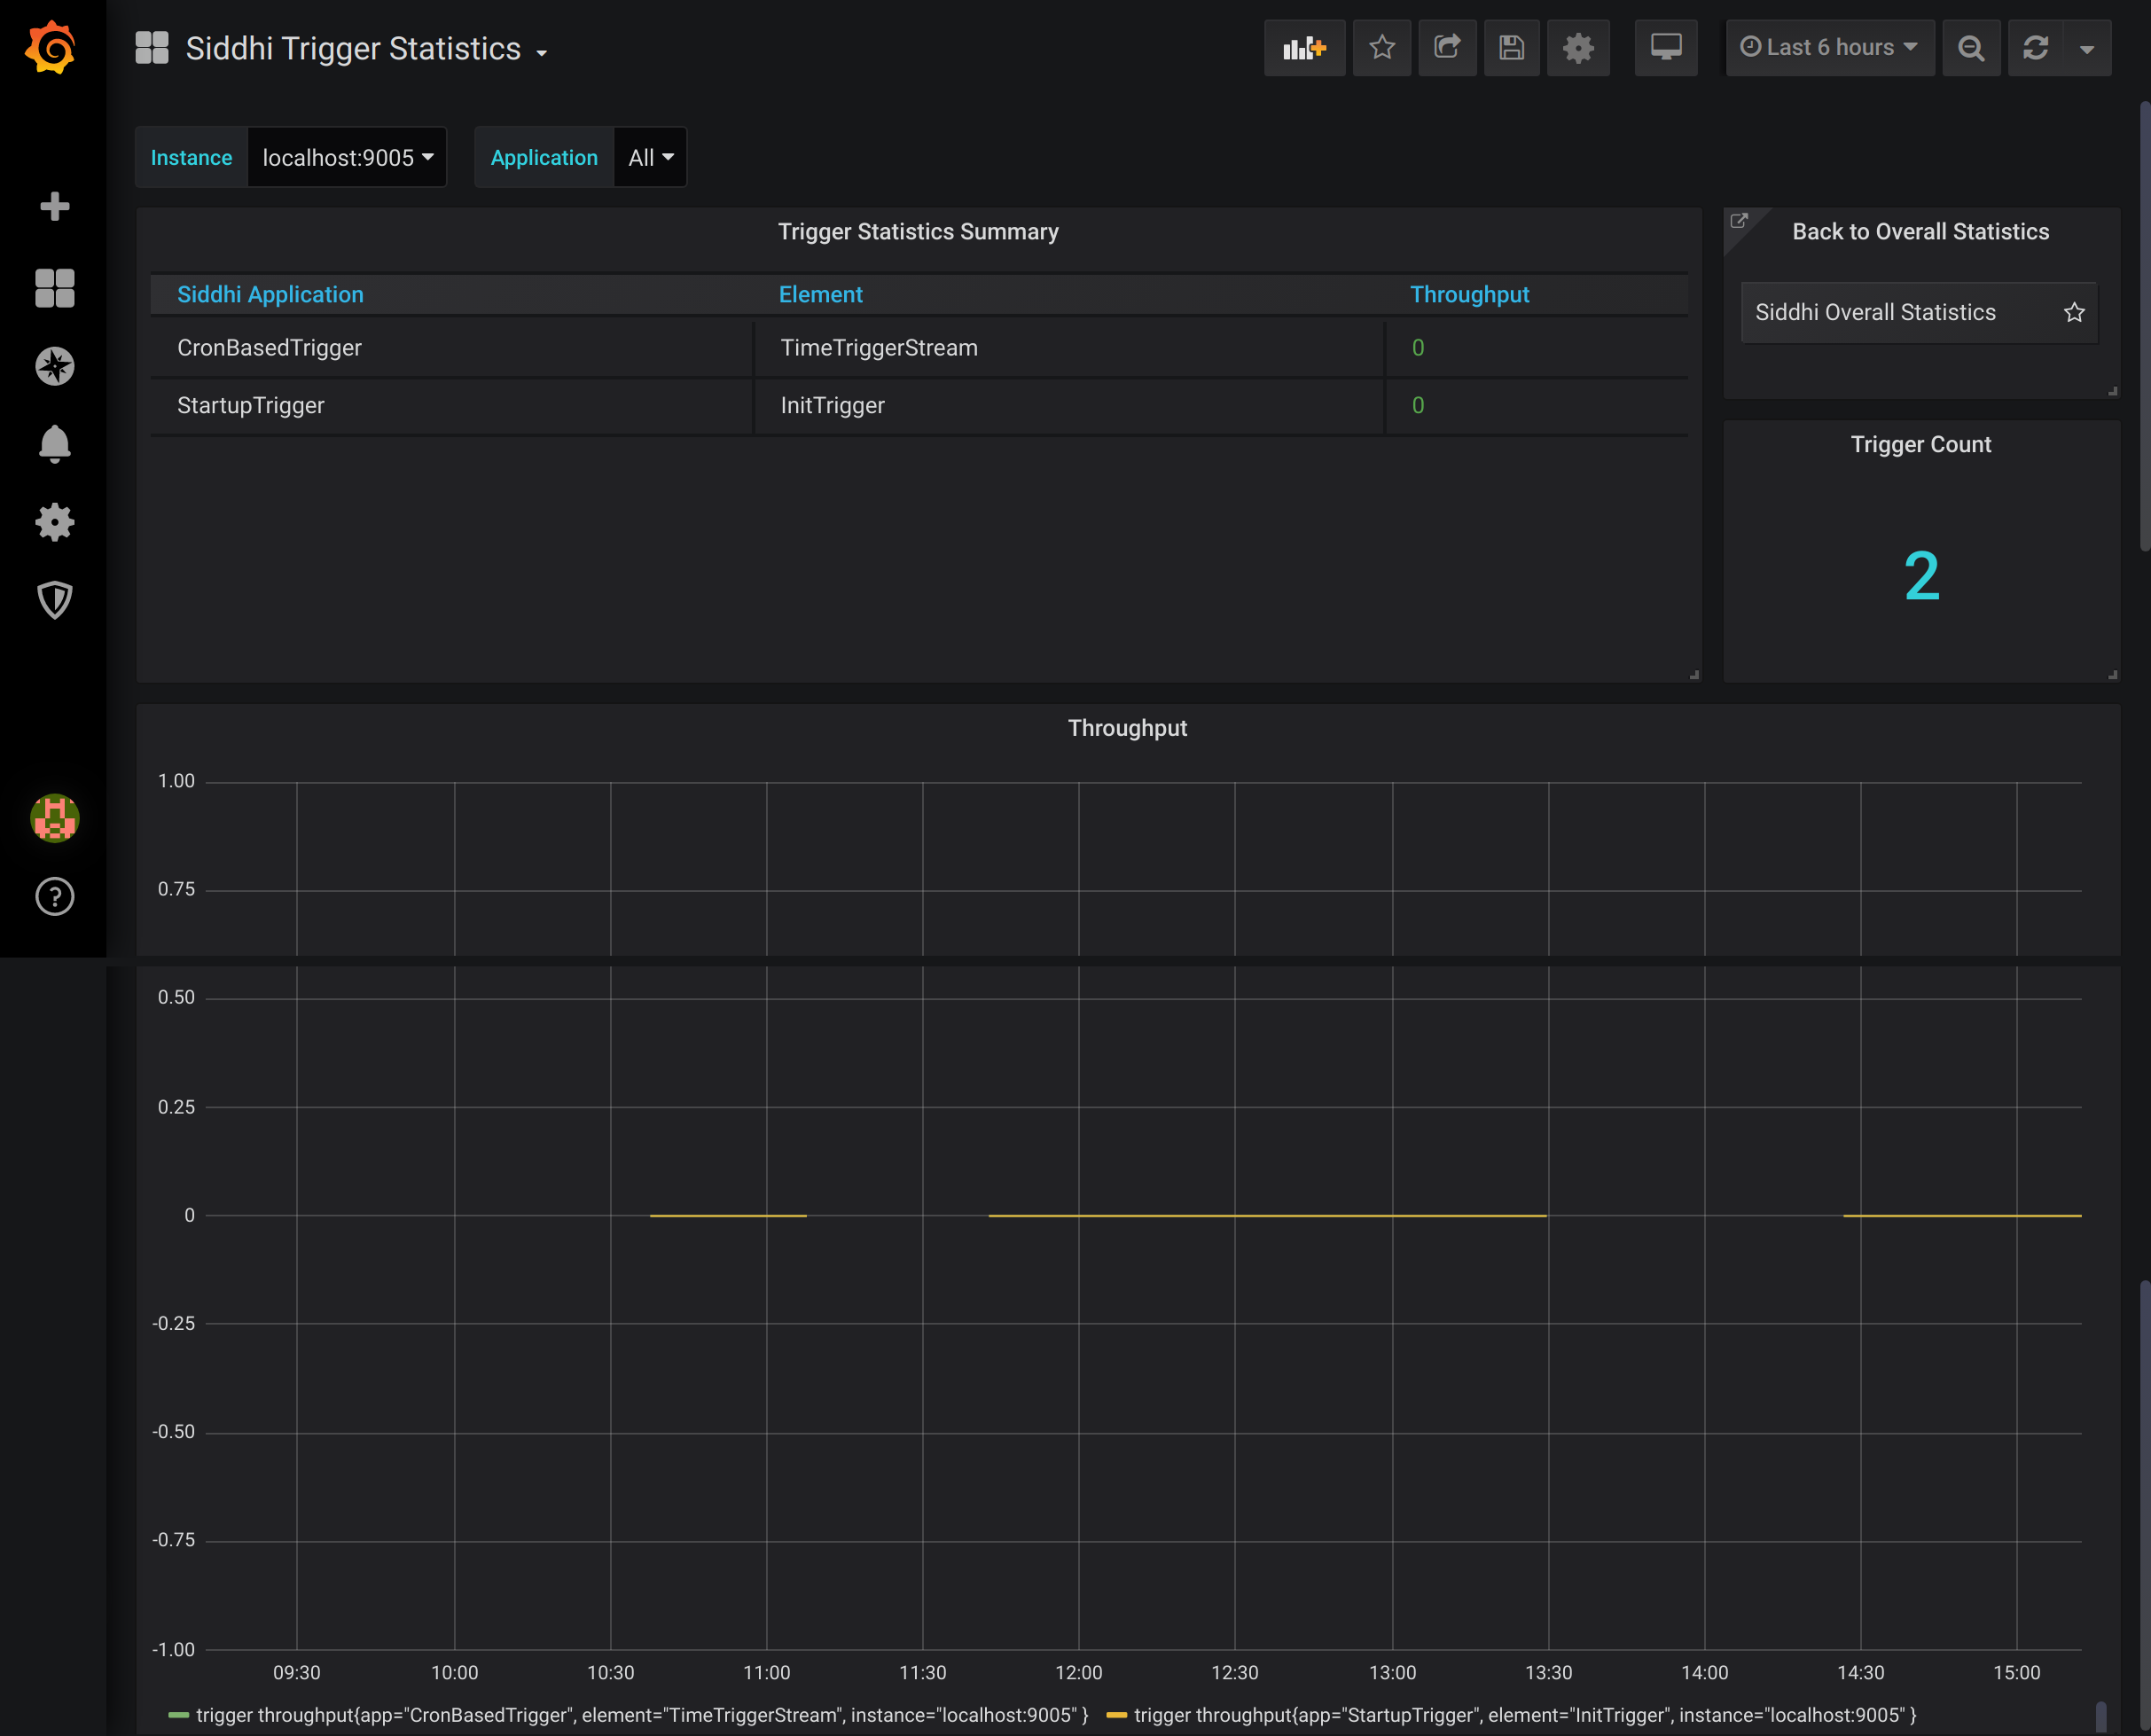 Siddhi Trigger Statistics
Last 6 hours
Instance localhost:9005 Application All
Trigger Statistics Summary
Siddhi Application Element Throughput
CronBasedTrigger TimeTriggerStream 0
StartupTrigger InitTrigger 0
Back to Overall Statistics
Siddhi Overall Statistics
Trigger Count
2
Throughput
1.00
0.75
0.50
0.25
0
-0.25
-0.50
-0.75
-1.00
09:30 10:00 10:30 11:00 11:30 12:00 12:30 13:00 13:30 14:00 14:30 15:00
trigger throughput{app="CronBasedTrigger", element="TimeTriggerStream", instance="localhost:9005" } trigger throughput{app="StartupTrigger", element="InitTrigger", instance="localhost:9005" }